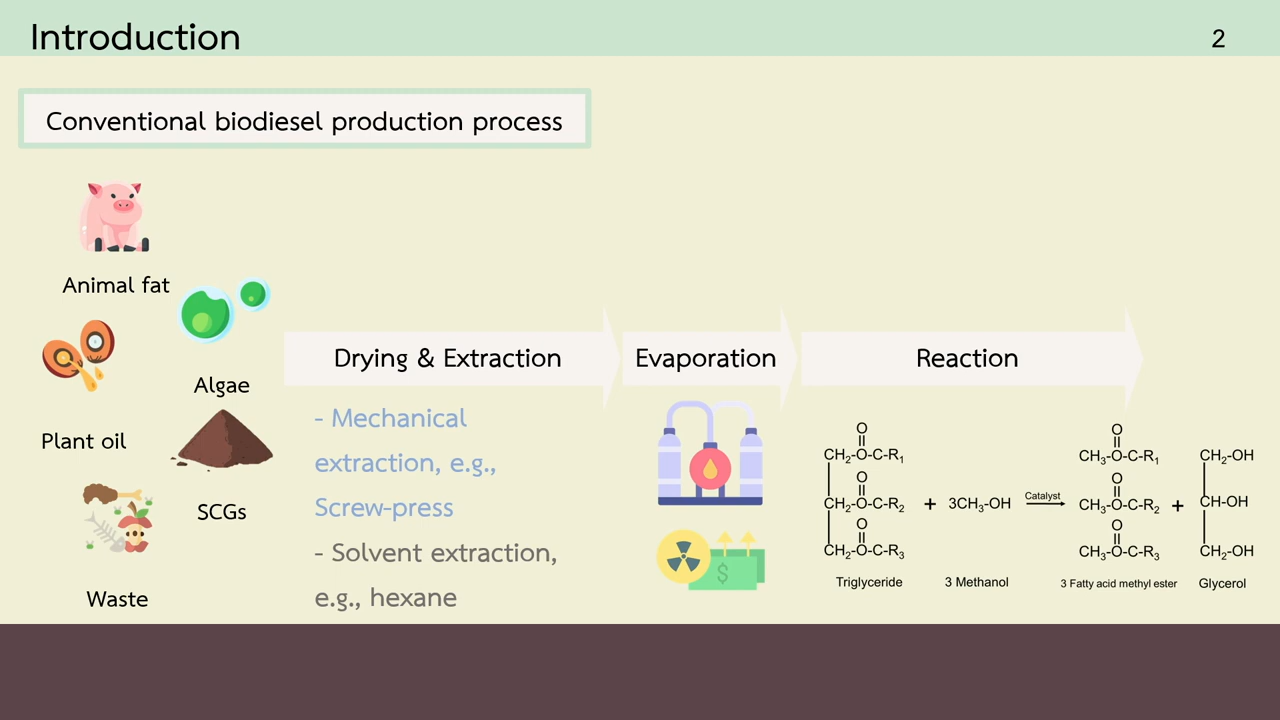 Introduction
2
Conventional biodiesel production process
Animal fat
Algae
Plant oil
SCGs
Waste
Drying & Extraction
- Mechanical
extraction, e.g.,
Screw-press
- Solvent extraction,
e.g., hexane
Evaporation
$
Reaction
O
CH₂-O-C-R₁
O
CH₂-O-C-R₂
O
CH₂-O-C-R₃
Triglyceride
+
3CH₃-OH
3 Methanol
Catalyst
O
CH₃-O-C-R₁
O
CH₃-O-C-R₂
O
CH₃-O-C-R₃
3 Fatty acid methyl ester
+
CH₂-OH
CH-OH
CH₂-OH
Glycerol